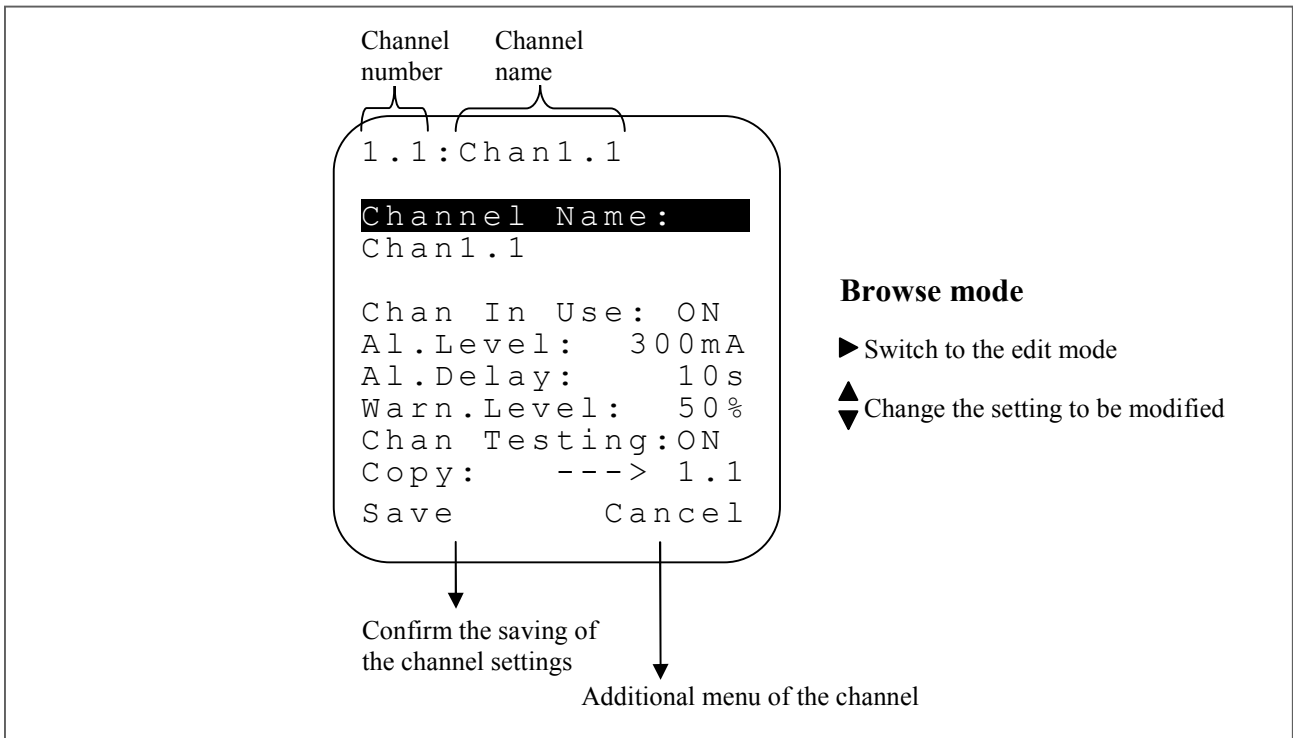 Channel number
Channel name
1.1:Chan1.1
Channel Name:
Chan1.1
Chan In Use: ON
Al.Level: 300mA
Al.Delay: 10s
Warn.Level: 50%
Chan Testing:ON
Copy: ---> 1.1
Save Cancel
Browse mode
Switch to the edit mode
Change the setting to be modified
Confirm the saving of
the channel settings
Additional menu of the channel